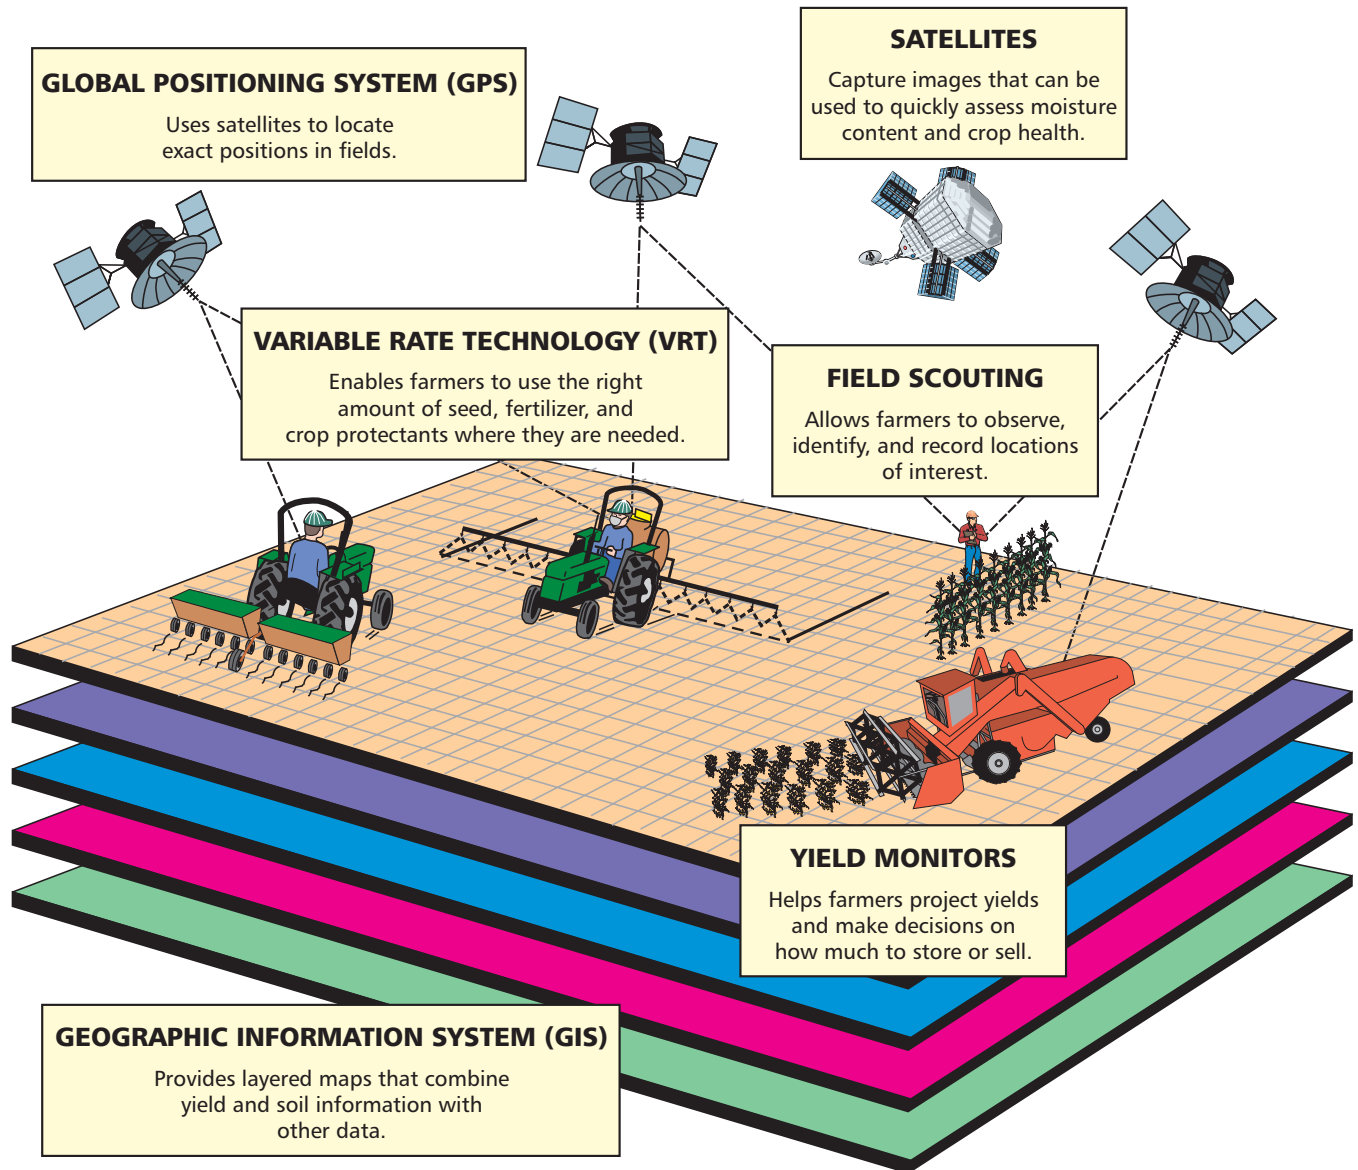 GLOBAL POSITIONING SYSTEM (GPS)
Uses satellites to locate
exact positions in fields.
SATELLITES
Capture images that can be
used to quickly assess moisture
content and crop health.
VARIABLE RATE TECHNOLOGY (VRT)
Enables farmers to use the right
amount of seed, fertilizer, and
crop protectants where they are needed.
FIELD SCOUTING
Allows farmers to observe,
identify, and record locations
of interest.
YIELD MONITORS
Helps farmers project yields
and make decisions on
how much to store or sell.
GEOGRAPHIC INFORMATION SYSTEM (GIS)
Provides layered maps that combine
yield and soil information with
other data.